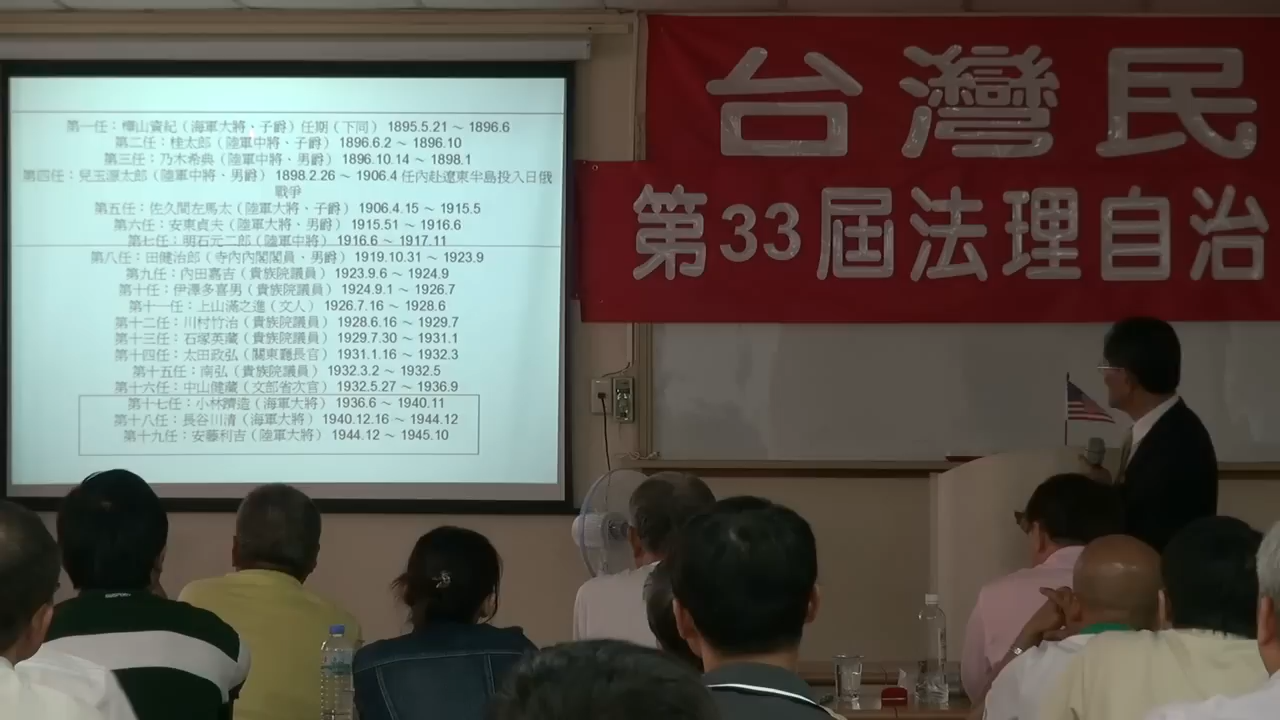 第一任：樺山資紀（海軍大將、子爵）任期（下同） 1895.5.21 ～ 1896.6
第二任：桂太郎（陸軍中將、子爵） 1896.6.2 ～ 1896.10
第三任：乃木希典（陸軍中將、男爵） 1896.10.14 ～ 1898.1
第四任：兒玉源太郎（陸軍中將、男爵） 1898.2.26 ～ 1906.4 任內赴遼東半島投入日俄
戰爭
第五任：佐久間左馬太（陸軍大將、子爵） 1906.4.15 ～ 1915.5
第六任：安東貞夫（陸軍大將、男爵） 1915.51 ～ 1916.6
第七任：明石元二郎（陸軍中將） 1916.6 ～ 1917.11
第八任：田健治郎（寺內內閣閣員、男爵） 1919.10.31 ～ 1923.9
第九任：內田嘉吉（貴族院議員） 1923.9.6 ～ 1924.9
第十任：伊澤多喜男（貴族院議員） 1924.9.1 ～ 1926.7
第十一任：上山滿之進（文人） 1926.7.16 ～ 1928.6
第十二任：川村竹治（貴族院議員） 1928.6.16 ～ 1929.7
第十三任：石塚英藏（貴族院議員） 1929.7.30 ～ 1931.1
第十四任：太田政弘（關東廳長官） 1931.1.16 ～ 1932.3
第十五任：南弘（貴族院議員） 1932.3.2 ～ 1932.5
第十六任：中山健藏（文部省次官） 1932.5.27 ～ 1936.9
第十七任：小林躋造（海軍大將） 1936.6 ～ 1940.11
第十八任：長谷川清（海軍大將） 1940.12.16 ～ 1944.12
第十九任：安藤利吉（陸軍大將） 1944.12 ～ 1945.10
台灣民
第33屆法理自治